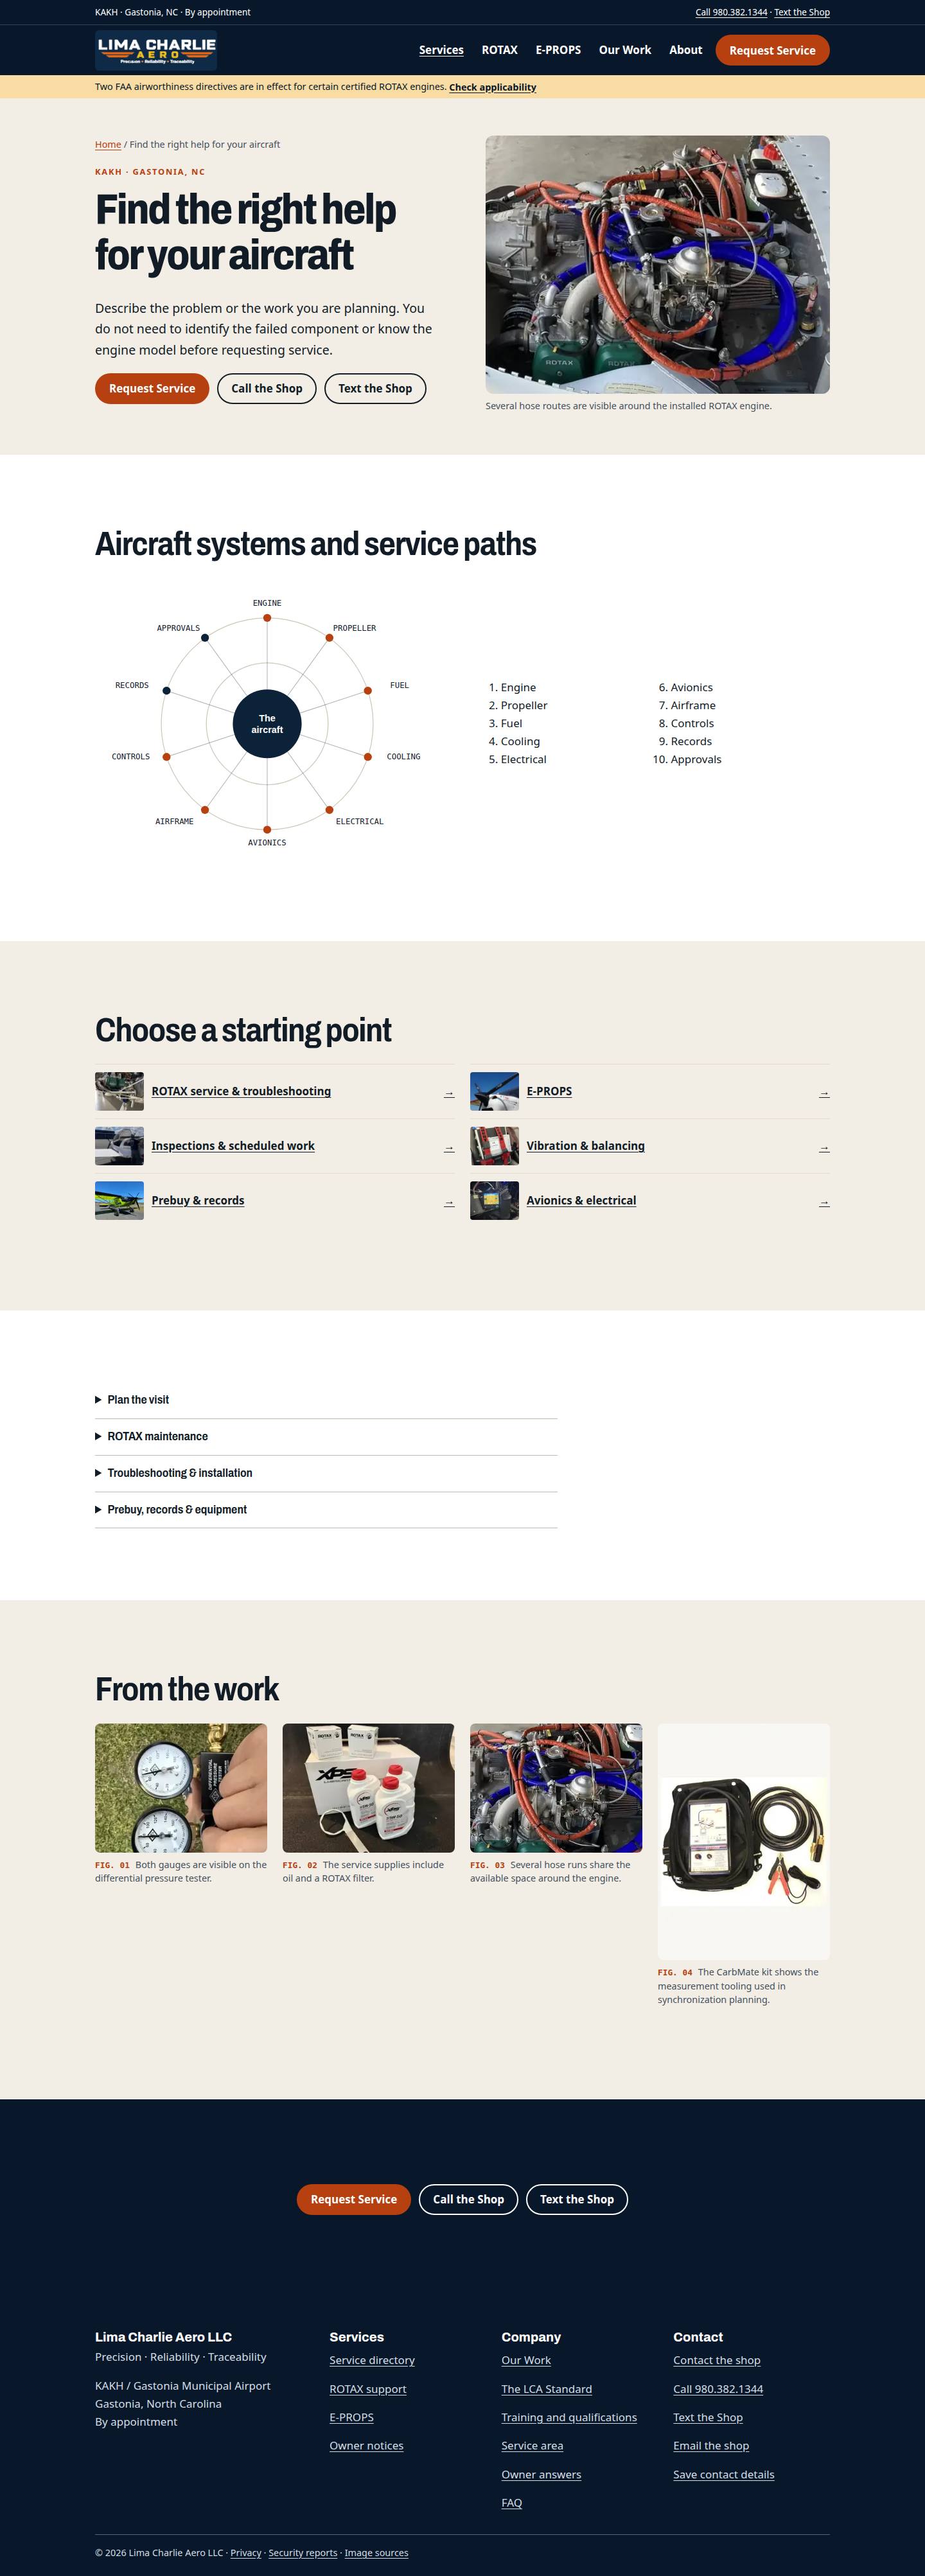 KAKH · Gastonia, NC · By appointment
Call 980.382.1344 · Text the Shop
LIMA CHARLIE
AERO
Precision • Reliability • Traceability
Services
ROTAX
E-PROPS
Our Work
About
Request Service
Two FAA airworthiness directives are in effect for certain certified ROTAX engines. Check applicability
Home / Find the right help for your aircraft
KAKH · GASTONIA, NC
Find the right help
for your aircraft
Describe the problem or the work you are planning. You
do not need to identify the failed component or know the
engine model before requesting service.
Request Service
Call the Shop
Text the Shop
ROTAX
ROTAX
Several hose routes are visible around the installed ROTAX engine.
Aircraft systems and service paths
ENGINE
PROPELLER
FUEL
COOLING
ELECTRICAL
AVIONICS
AIRFRAME
CONTROLS
RECORDS
APPROVALS
The
aircraft
1. Engine
2. Propeller
3. Fuel
4. Cooling
5. Electrical
6. Avionics
7. Airframe
8. Controls
9. Records
10. Approvals
Choose a starting point
ROTAX service & troubleshooting →
E-PROPS →
Inspections & scheduled work →
Vibration & balancing →
Prebuy & records →
Avionics & electrical →
Plan the visit
ROTAX maintenance
Troubleshooting & installation
Prebuy, records & equipment
From the work
DIFFERENTIAL
PRESSURE TESTER
XPS
FIG. 01 Both gauges are visible on the
differential pressure tester.
FIG. 02 The service supplies include
oil and a ROTAX filter.
FIG. 03 Several hose runs share the
available space around the engine.
FIG. 04 The CarbMate kit shows the
measurement tooling used in
synchronization planning.
Request Service
Call the Shop
Text the Shop
Lima Charlie Aero LLC
Precision · Reliability · Traceability
KAKH / Gastonia Municipal Airport
Gastonia, North Carolina
By appointment
Services
Service directory
ROTAX support
E-PROPS
Owner notices
Company
Our Work
The LCA Standard
Training and qualifications
Service area
Owner answers
FAQ
Contact
Contact the shop
Call 980.382.1344
Text the Shop
Email the shop
Save contact details
© 2026 Lima Charlie Aero LLC · Privacy · Security reports · Image sources